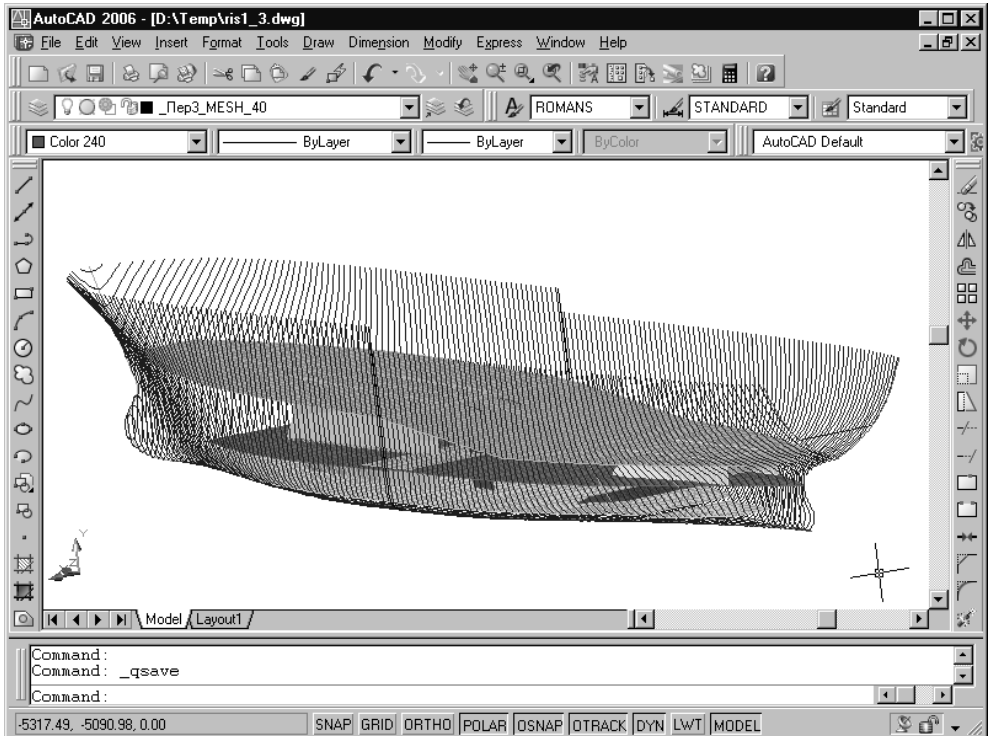 AutoCAD 2006 - [D:\Temp\ris1_3.dwg]
File Edit View Insert Format Tools Draw Dimension Modify Express Window Help
_Пер3_MESH_40 ROMANS STANDARD Standard
Color 240 ByLayer ByLayer ByColor AutoCAD Default
Y
Z
Model Layout1
Command:
Command: _qsave
Command:
-5317.49, -5090.98, 0.00 SNAP GRID ORTHO POLAR OSNAP OTRACK DYN LWT MODEL